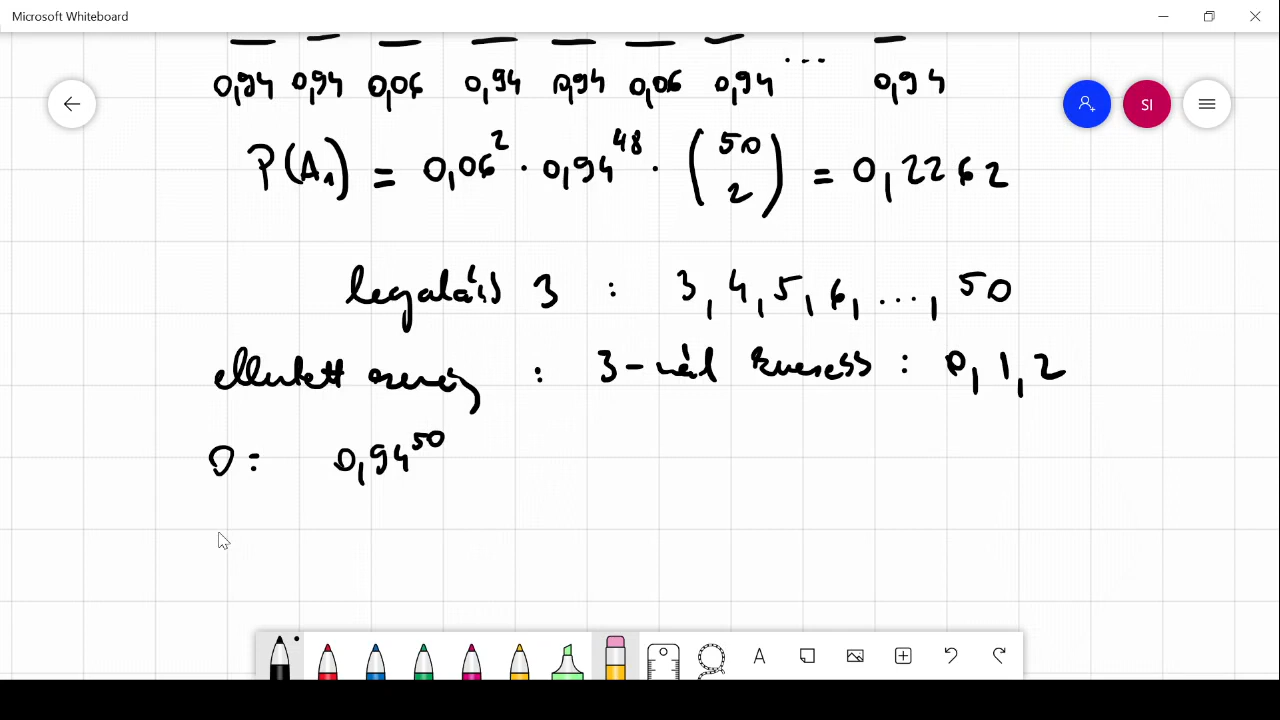 Microsoft Whiteboard
SI
0,94 0,94 0,06 0,94 0,94 0,06 0,94 ... 0,94
P(A₁) = 0,06² · 0,94⁴⁸ · (50 2) = 0,2262
legalább 3 : 3, 4, 5, 6, ..., 50
ellentett esemény : 3-nál kevesebb : 0, 1, 2
0 : 0,94⁵⁰
A